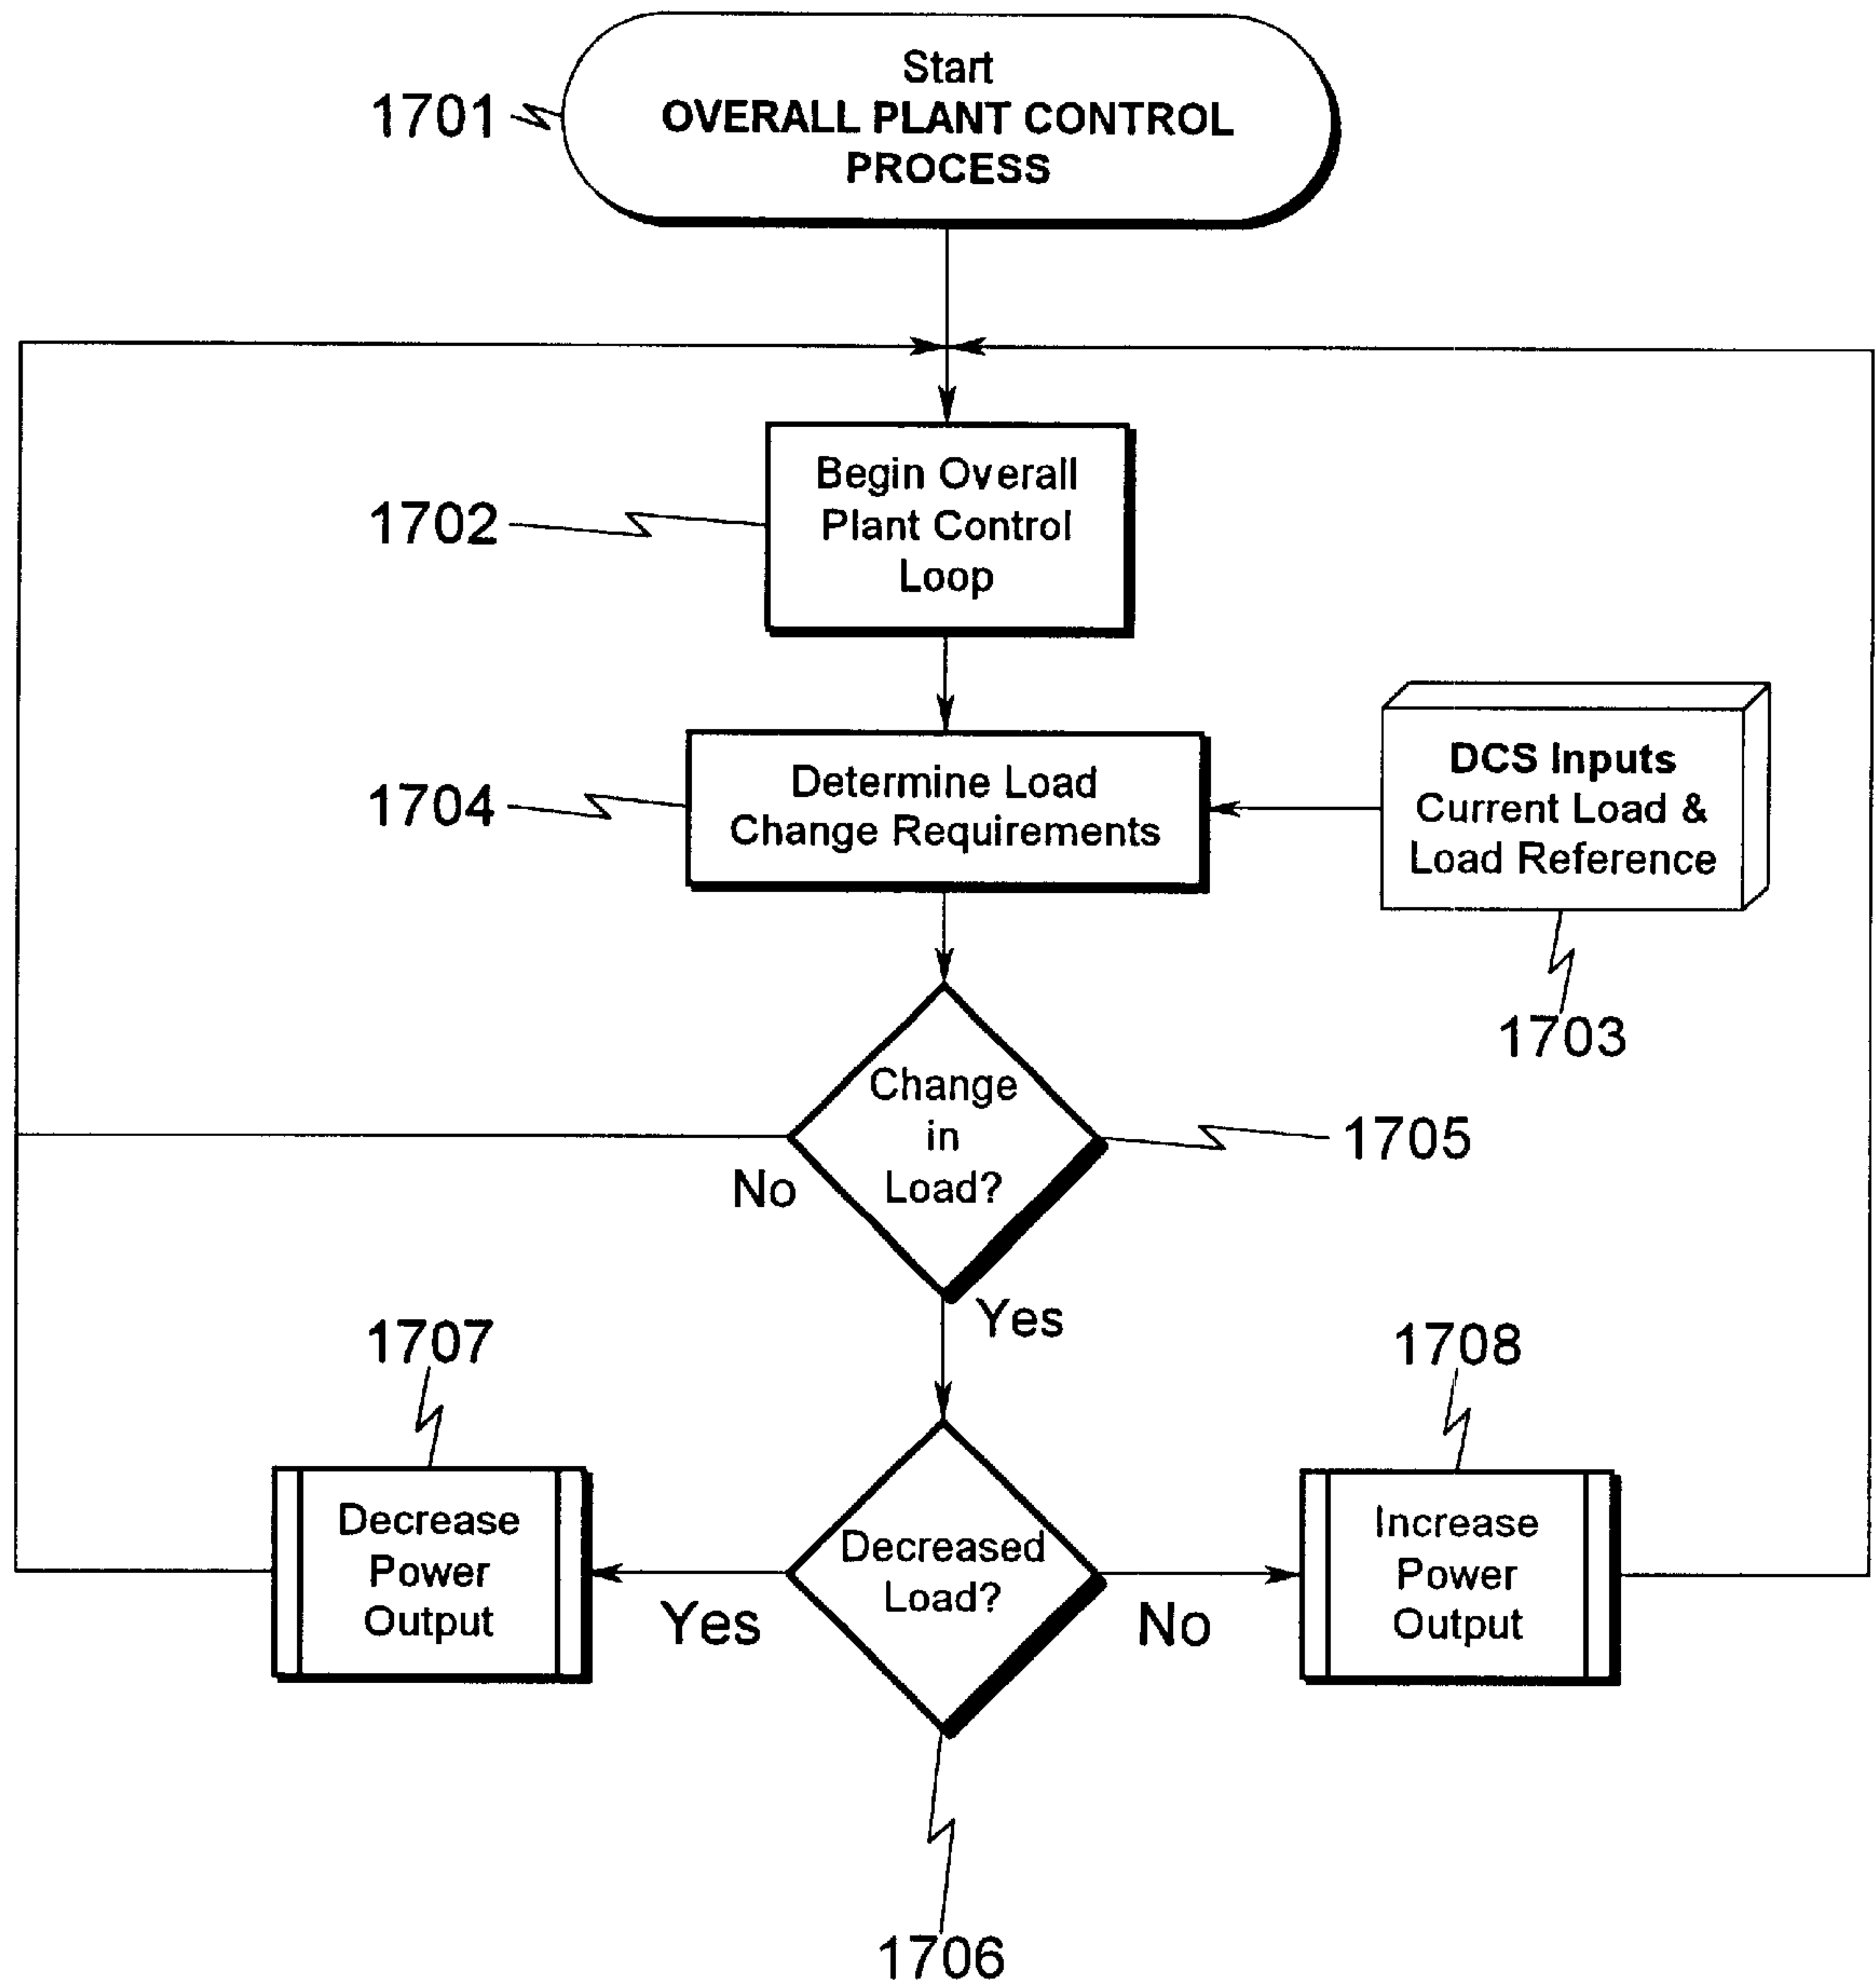 Start
OVERALL PLANT CONTROL
PROCESS
1701
Begin Overall
Plant Control
Loop
1702
Determine Load
Change Requirements
1704
DCS Inputs
Current Load &
Load Reference
1703
Change
in
Load?
1705
No
Yes
1707
1708
Decrease
Power
Output
Decreased
Load?
Increase
Power
Output
Yes
No
1706